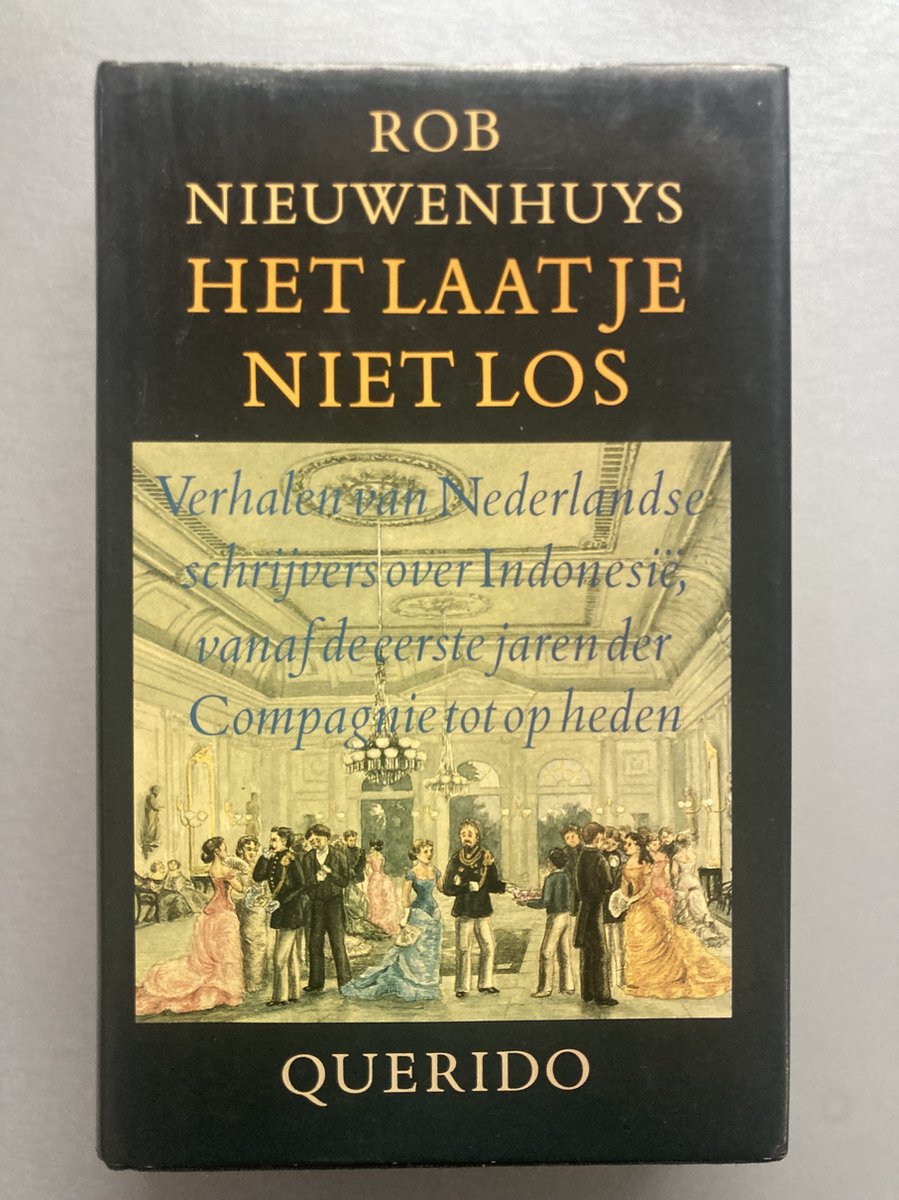 ROB
NIEUWENHUYS
HET LAAT JE
NIET LOS
Verhalen van Nederlandse
schrijvers over Indonesië,
vanaf de eerste jaren der
Compagnie tot op heden
QUERIDO